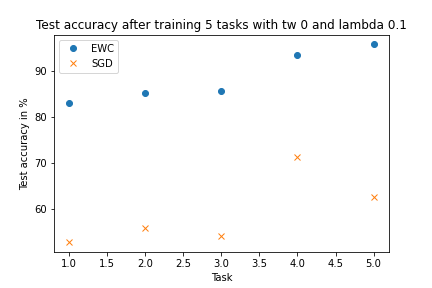 Test accuracy after training 5 tasks with tw 0 and lambda 0.1
EWC
SGD
Test accuracy in %
90
80
70
60
1.0 1.5 2.0 2.5 3.0 3.5 4.0 4.5 5.0
Task